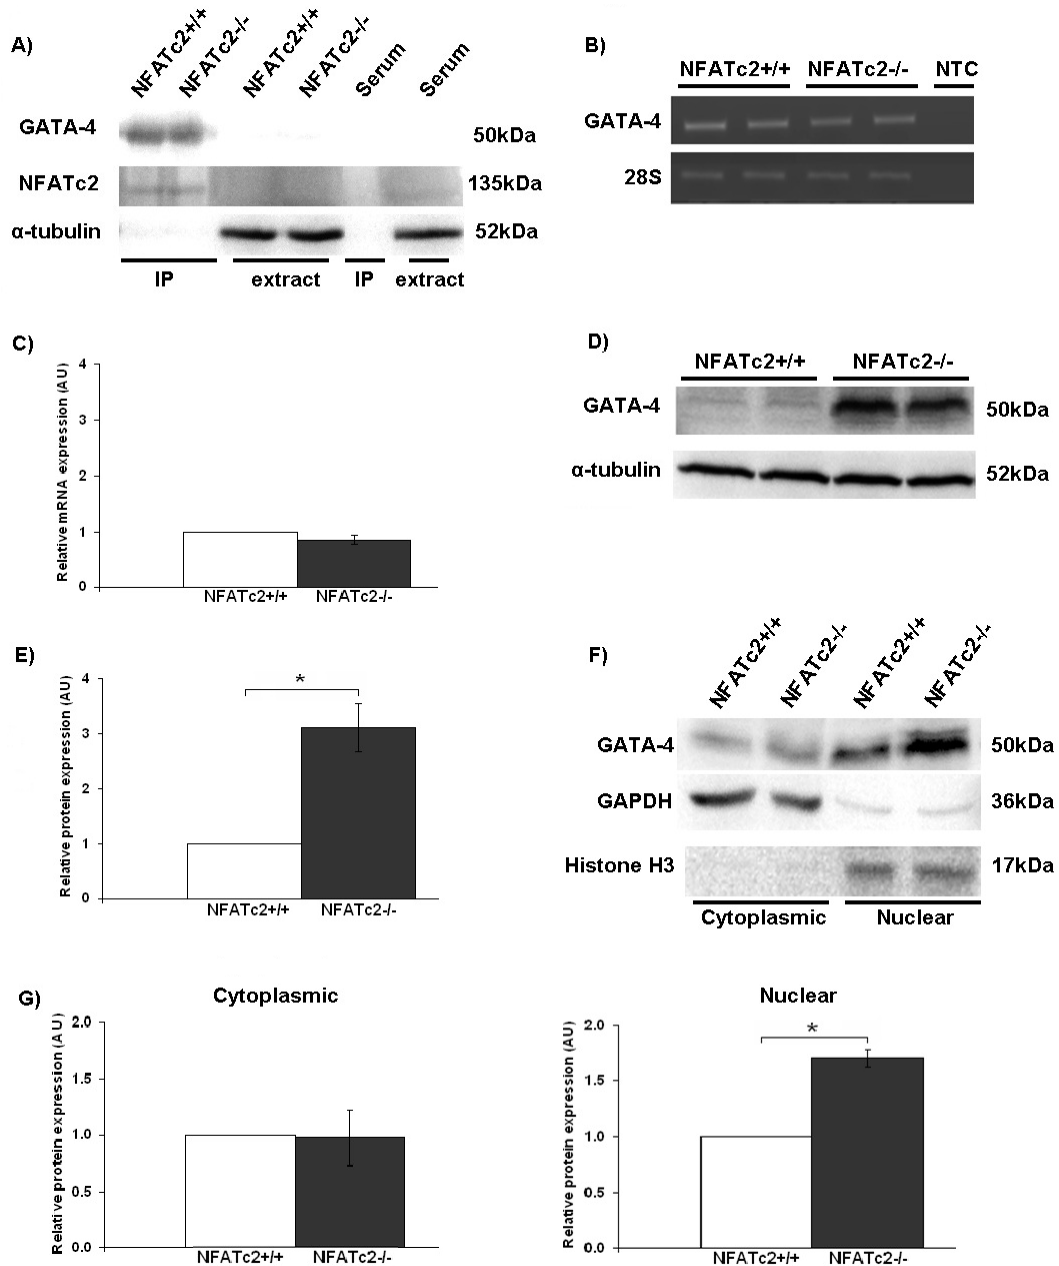 A)
NFATc2+/+
NFATc2-/-
NFATc2+/+
NFATc2-/-
Serum
Serum
GATA-4
50kDa
NFATc2
135kDa
α-tubulin
52kDa
IP
extract
IP
extract
B)
NFATc2+/+
NFATc2-/-
NTC
GATA-4
28S
C)
Relative mRNA expression (AU)
4
3
2
1
0
NFATc2+/+
NFATc2-/-
D)
NFATc2+/+
NFATc2-/-
GATA-4
50kDa
α-tubulin
52kDa
E)
Relative protein expression (AU)
4
3
2
1
0
*
NFATc2+/+
NFATc2-/-
F)
NFATc2+/+
NFATc2-/-
NFATc2+/+
NFATc2-/-
GATA-4
50kDa
GAPDH
36kDa
Histone H3
17kDa
Cytoplasmic
Nuclear
G)
Cytoplasmic
Relative protein expression (AU)
2.0
1.5
1.0
0.5
0.0
NFATc2+/+
NFATc2-/-
Nuclear
Relative protein expression (AU)
2.0
1.5
1.0
0.5
0.0
*
NFATc2+/+
NFATc2-/-